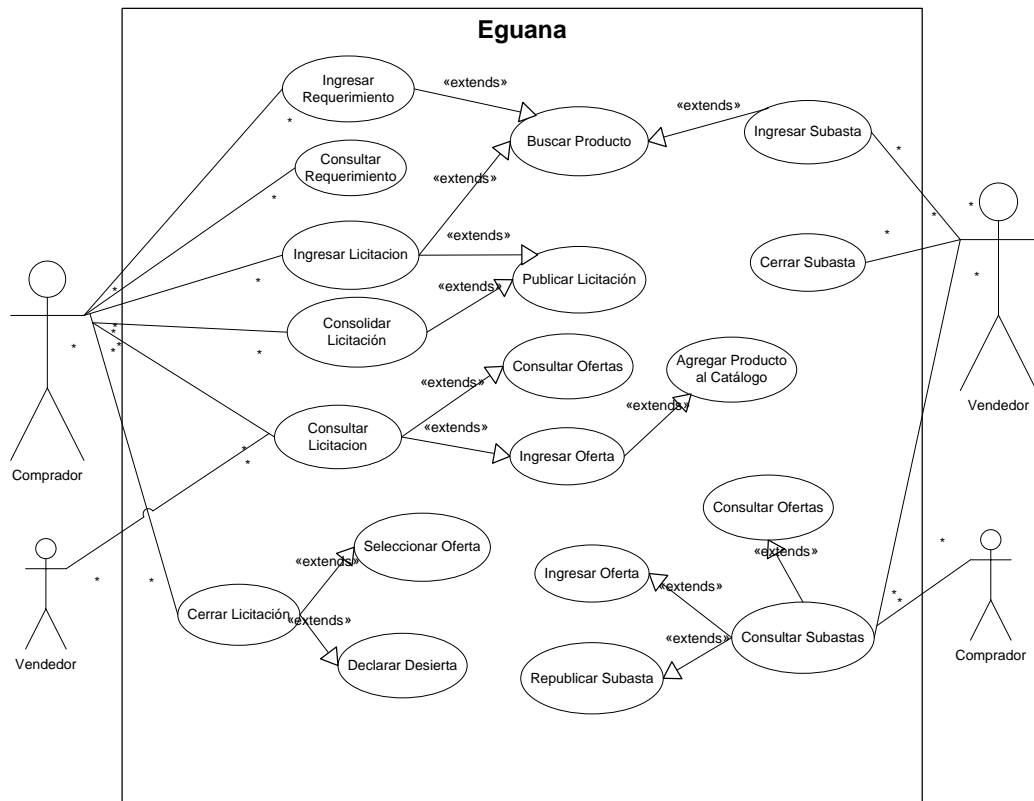 Eguana
Ingresar
Requerimiento
«extends»
«extends»
Buscar Producto
Ingresar Subasta
*
*
Consultar
Requerimiento
*
«extends»
*
*
Ingresar Licitacion
«extends»
*
Cerrar Subasta
*
*
*
Publicar Licitación
«extends»
Consolidar
Licitación
*
*
*
*
*
*
Comprador
Vendedor
Consultar Ofertas
Agregar Producto
al Catálogo
«extends»
«extends»
Consultar
Licitacion
«extends»
*
*
Ingresar Oferta
Consultar Ofertas
Seleccionar Oferta
«extends»
«extends»
*
*
*
Vendedor
Ingresar Oferta
«extends»
*
*
Cerrar Licitación
«extends»
«extends»
Consultar Subastas
Comprador
Declarar Desierta
Republicar Subasta